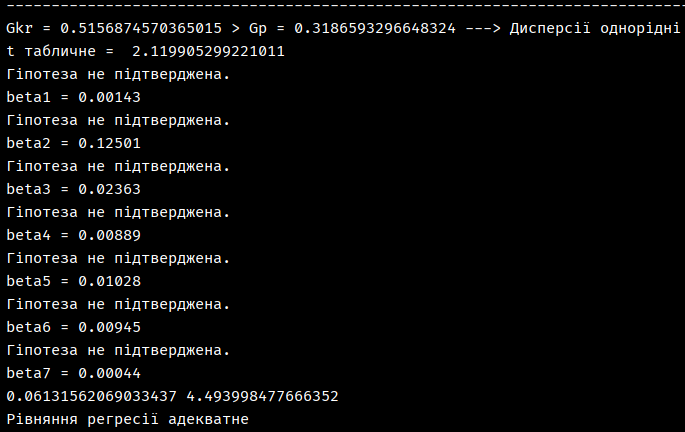 --------------------------------------------------------------------------
Gkr = 0.5156874570365015 > Gp = 0.3186593296648324 ---> Дисперсії однорідні
t табличне =  2.119905299221011
Гіпотеза не підтверджена.
beta1 = 0.00143
Гіпотеза не підтверджена.
beta2 = 0.12501
Гіпотеза не підтверджена.
beta3 = 0.02363
Гіпотеза не підтверджена.
beta4 = 0.00889
Гіпотеза не підтверджена.
beta5 = 0.01028
Гіпотеза не підтверджена.
beta6 = 0.00945
Гіпотеза не підтверджена.
beta7 = 0.00044
0.06131562069033437 4.493998477666352
Рівняння регресії адекватне